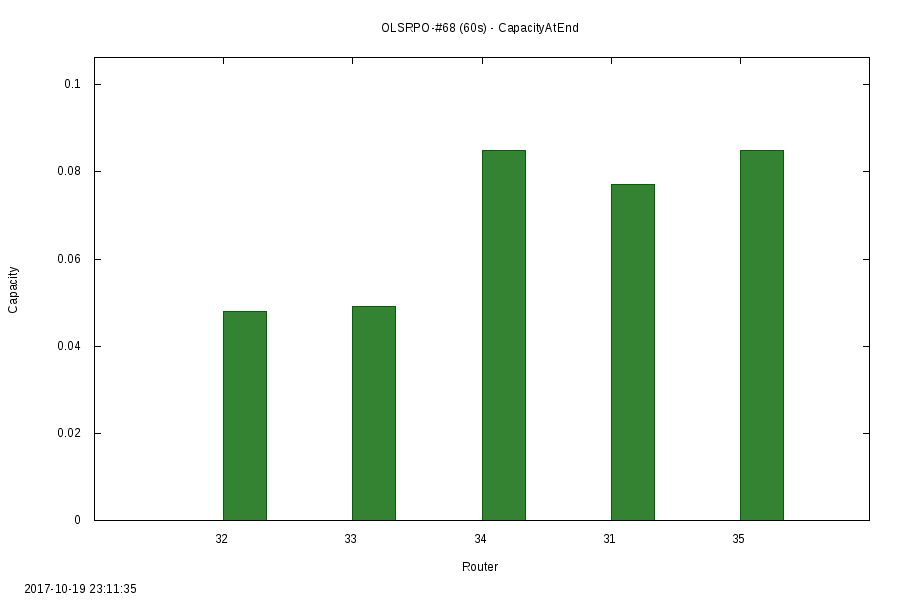 OLSRPO-#68 (60s) - CapacityAtEnd
0.1
0.08
0.06
0.04
0.02
0
Capacity
32 33 34 31 35
Router
2017-10-19 23:11:35